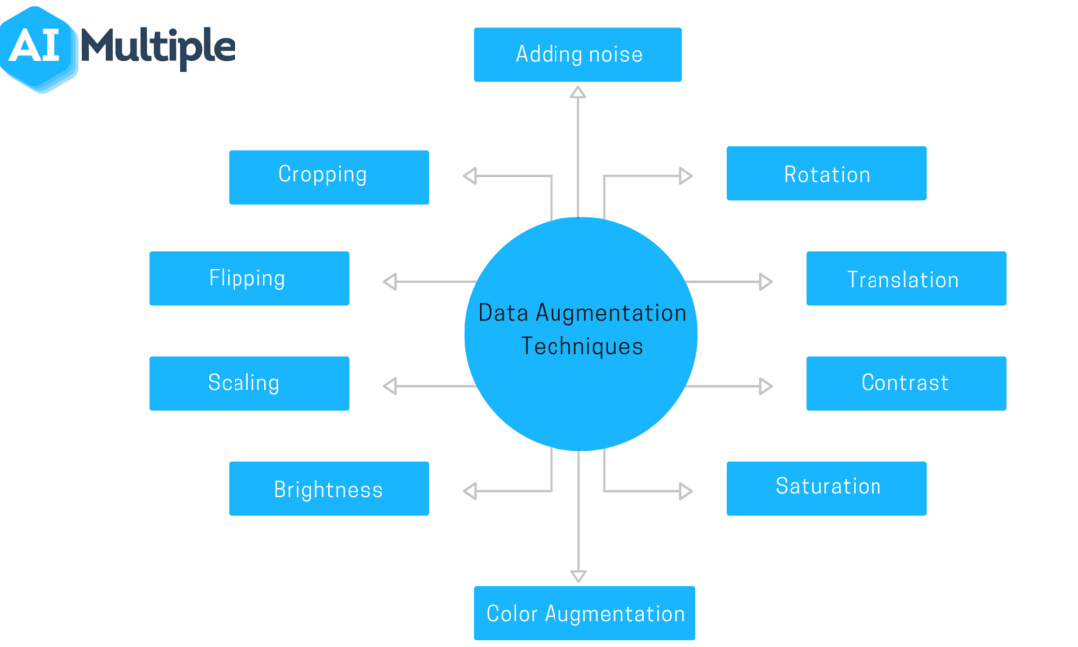 AI Multiple
Adding noise
Cropping
Rotation
Flipping
Translation
Data Augmentation
Techniques
Scaling
Contrast
Brightness
Saturation
Color Augmentation